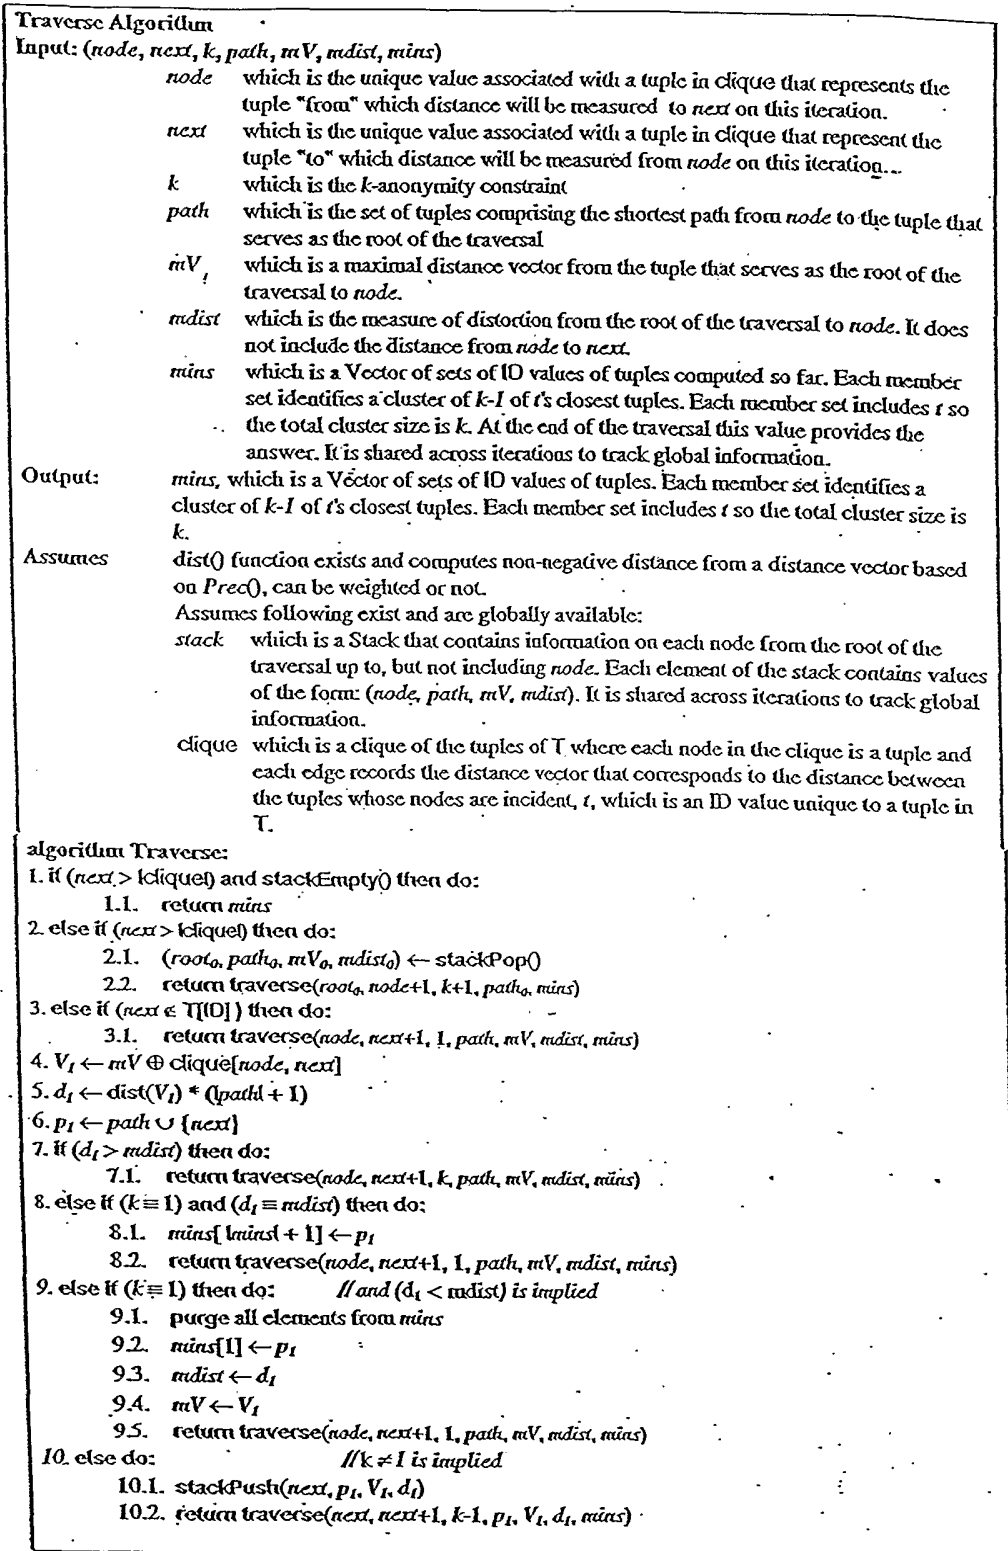 Traverse Algorithm
Input: (node, next, k, path, mV, mdist, mins)
node which is the unique value associated with a tuple in clique that represents the
tuple "from" which distance will be measured to next on this iteration.
next which is the unique value associated with a tuple in clique that represent the
tuple "to" which distance will be measured from node on this iteration...
k which is the k-anonymity constraint
path which is the set of tuples comprising the shortest path from node to the tuple that
serves as the root of the traversal
mV, which is a maximal distance vector from the tuple that serves as the root of the
traversal to node.
mdist which is the measure of distortion from the root of the traversal to node. It does
not include the distance from node to next.
mins which is a Vector of sets of ID values of tuples computed so far. Each member
set identifies a cluster of k-1 of t's closest tuples. Each member set includes t so
the total cluster size is k. At the end of the traversal this value provides the
answer. It is shared across iterations to track global information.
Output: mins, which is a Vector of sets of ID values of tuples. Each member set identifies a
cluster of k-1 of t's closest tuples. Each member set includes t so the total cluster size is
k.
Assumes dist() function exists and computes non-negative distance from a distance vector based
on Prec(), can be weighted or not.
Assumes following exist and are globally available:
stack which is a Stack that contains information on each node from the root of the
traversal up to, but not including node. Each element of the stack contains values
of the form: (node, path, mV, mdist). It is shared across iterations to track global
information.
clique which is a clique of the tuples of T where each node in the clique is a tuple and
each edge records the distance vector that corresponds to the distance between
the tuples whose nodes are incident, t, which is an ID value unique to a tuple in
T.
algorithm Traverse:
1. if (next > |clique|) and stackEmpty() then do:
1.1. return mins
2. else if (next > |clique|) then do:
2.1. (root₀, path₀, mV₀, mdist₀) ← stackPop()
2.2. return traverse(root₀, node+1, k+1, path₀, mins)
3. else if (next ∉ T[ID]) then do:
3.1. return traverse(node, next+1, 1, path, mV, mdist, mins)
4. V₁ ← mV ⊕ clique[node, next]
5. d₁ ← dist(V₁) * (|path| + 1)
6. p₁ ← path ∪ {next}
7. if (d₁ > mdist) then do:
7.1. return traverse(node, next+1, k, path, mV, mdist, mins)
8. else if (k ≡ 1) and (d₁ ≡ mdist) then do:
8.1. mins[ |mins| + 1] ← p₁
8.2. return traverse(node, next+1, 1, path, mV, mdist, mins)
9. else if (k ≡ 1) then do: // and (d₁ < mdist) is implied
9.1. purge all elements from mins
9.2. mins[1] ← p₁
9.3. mdist ← d₁
9.4. mV ← V₁
9.5. return traverse(node, next+1, 1, path, mV, mdist, mins)
10. else do: //k ≠ 1 is implied
10.1. stackPush(next, p₁, V₁, d₁)
10.2. return traverse(next, next+1, k-1, p₁, V₁, d₁, mins)